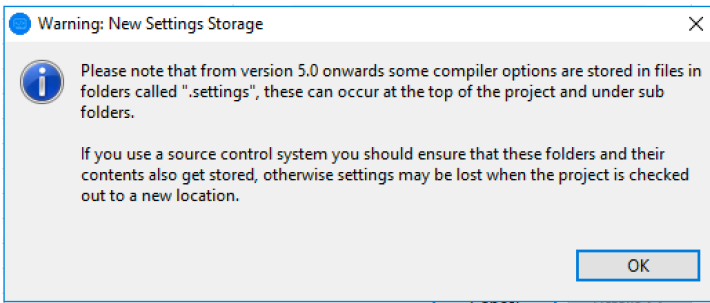 Warning: New Settings Storage
Please note that from version 5.0 onwards some compiler options are stored in files in
folders called ".settings", these can occur at the top of the project and under sub
folders.
If you use a source control system you should ensure that these folders and their
contents also get stored, otherwise settings may be lost when the project is checked
out to a new location.
OK